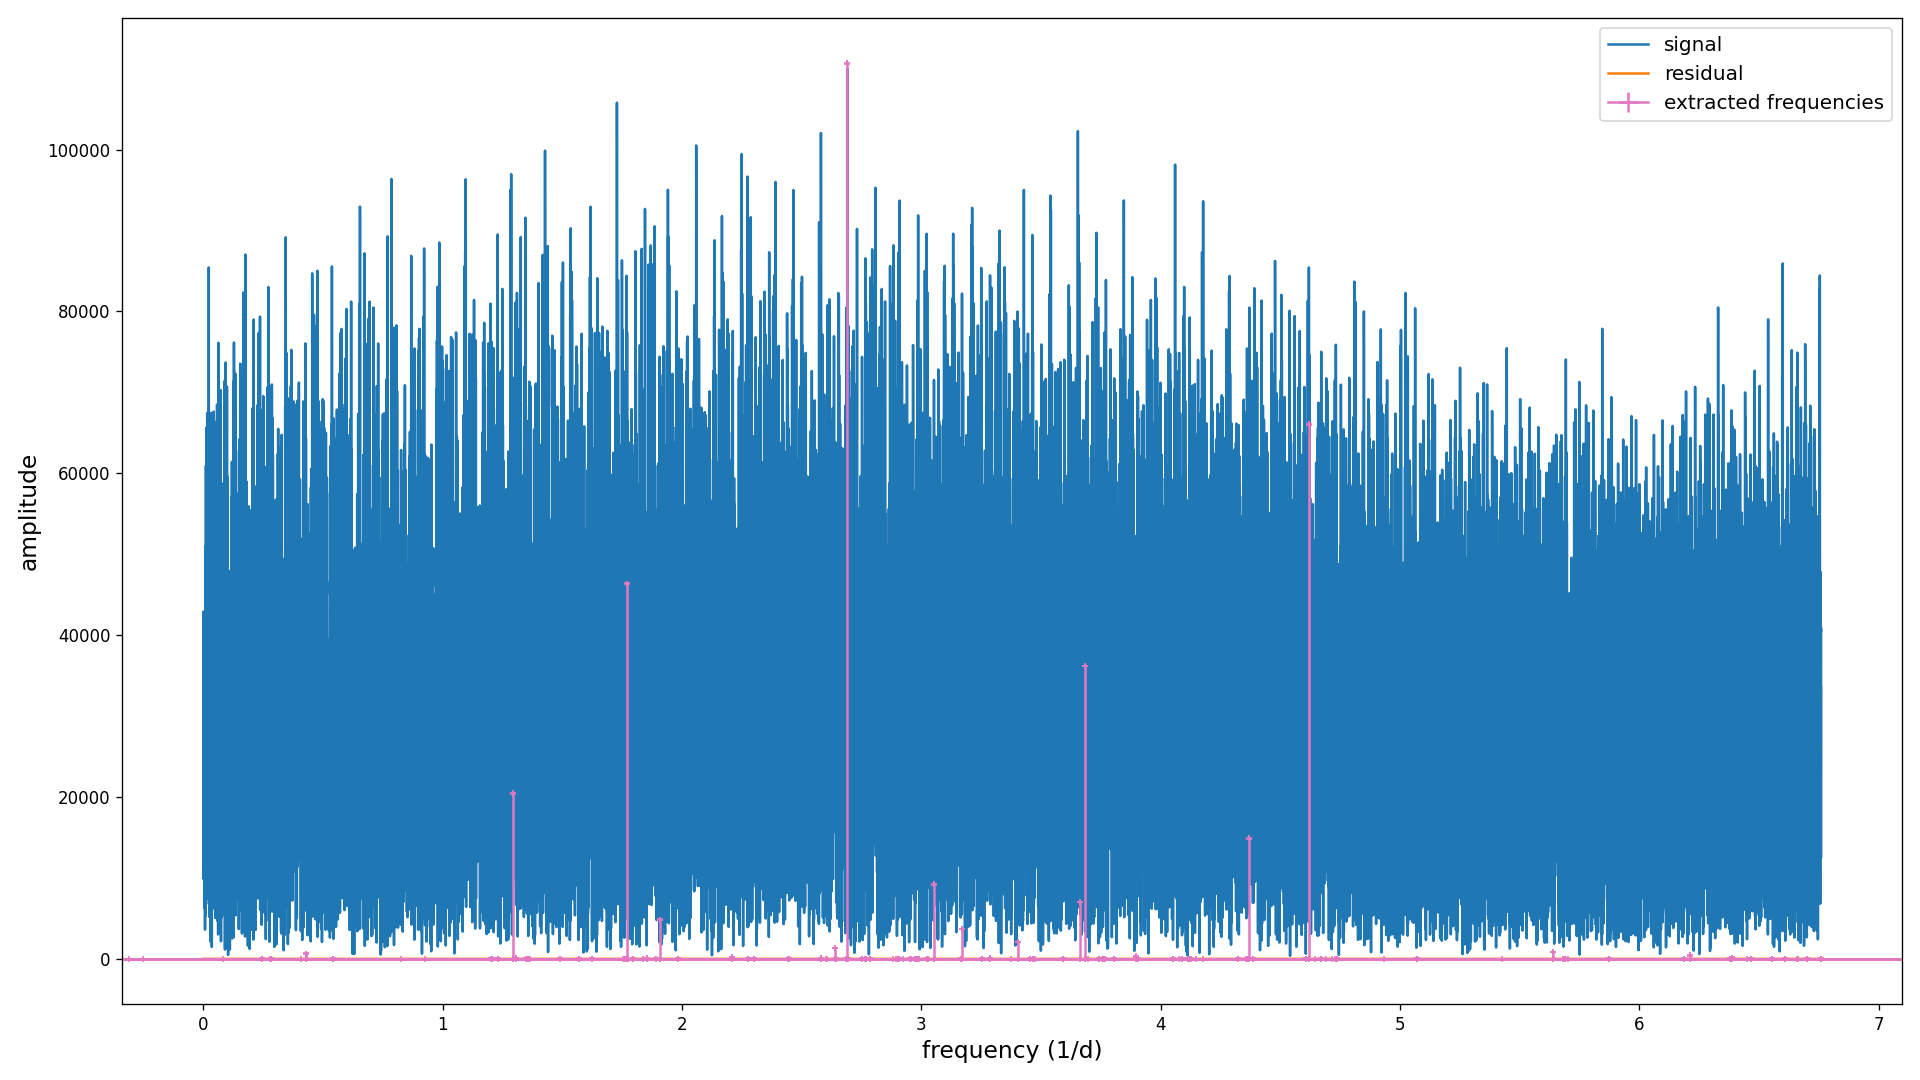 signal
residual
extracted frequencies
amplitude
100000
80000
60000
40000
20000
0
0 1 2 3 4 5 6 7
frequency (1/d)